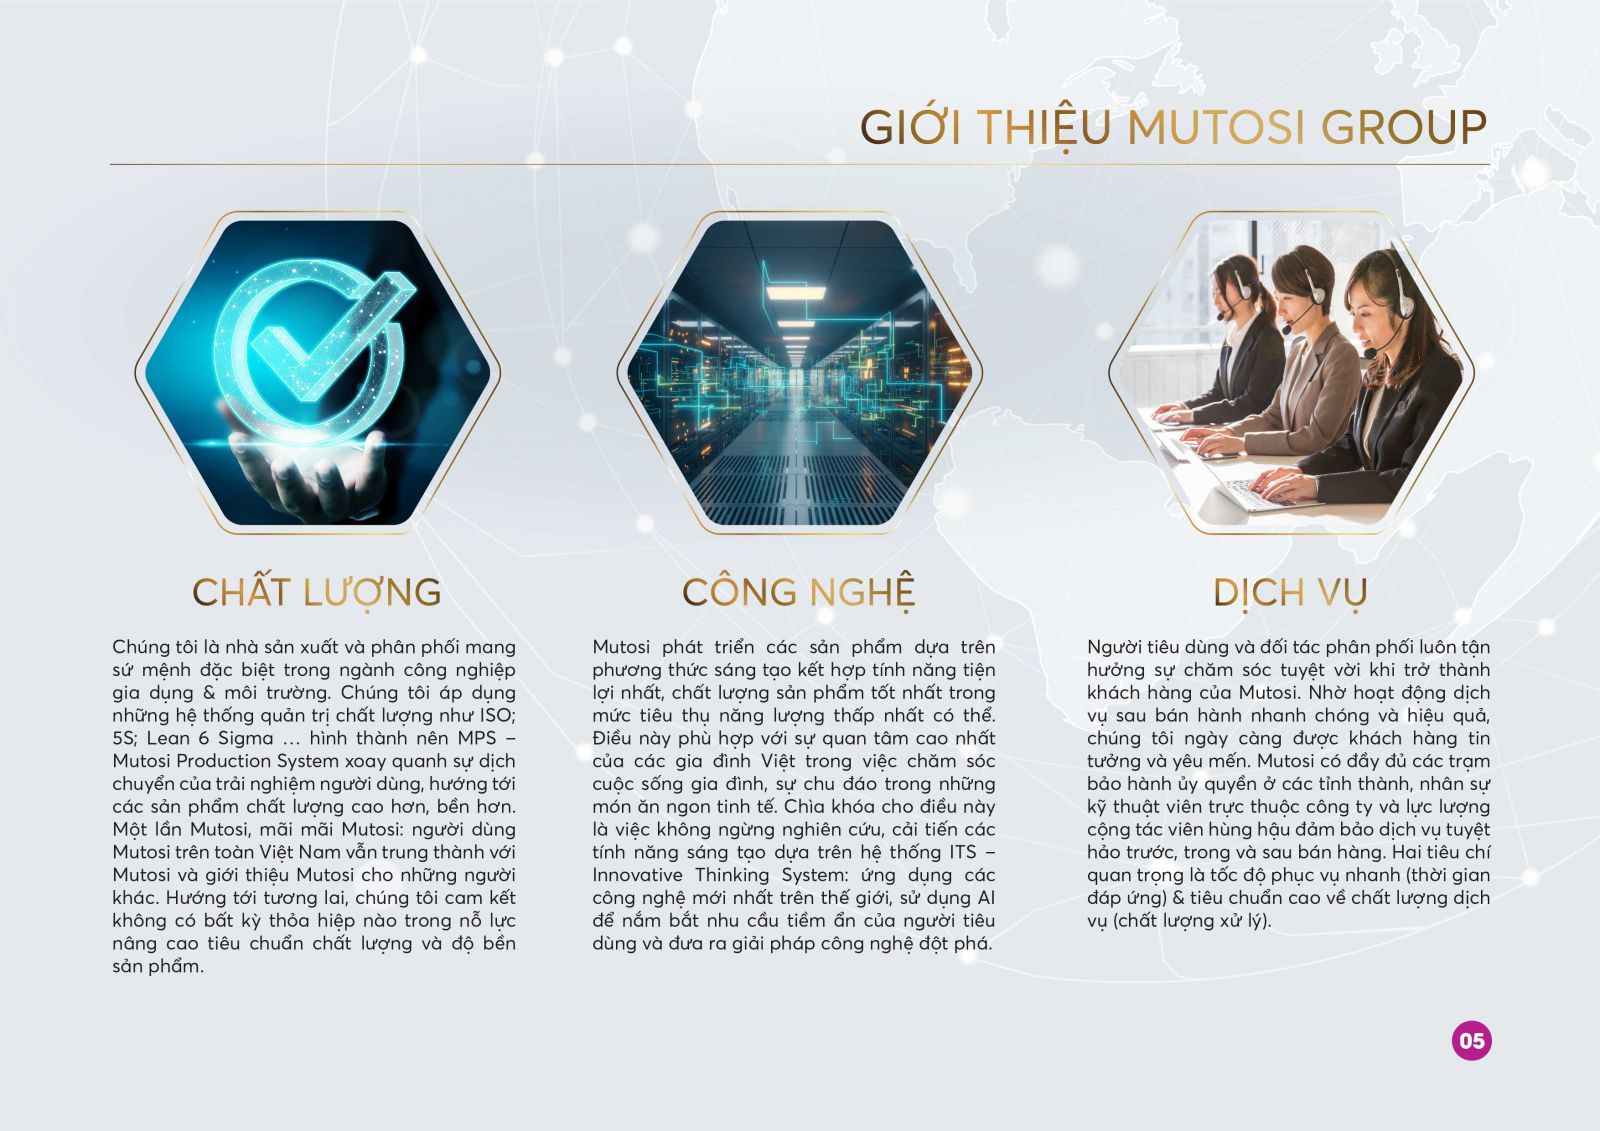 GIỚI THIỆU MUTOSI GROUP
CHẤT LƯỢNG
Chúng tôi là nhà sản xuất và phân phối mang
sứ mệnh đặc biệt trong ngành công nghiệp
gia dụng & môi trường. Chúng tôi áp dụng
những hệ thống quản trị chất lượng như ISO;
5S; Lean 6 Sigma … hình thành nên MPS –
Mutosi Production System xoay quanh sự dịch
chuyển của trải nghiệm người dùng, hướng tới
các sản phẩm chất lượng cao hơn, bền hơn.
Một lần Mutosi, mãi mãi Mutosi: người dùng
Mutosi trên toàn Việt Nam vẫn trung thành với
Mutosi và giới thiệu Mutosi cho những người
khác. Hướng tới tương lai, chúng tôi cam kết
không có bất kỳ thỏa hiệp nào trong nỗ lực
nâng cao tiêu chuẩn chất lượng và độ bền
sản phẩm.
CÔNG NGHỆ
Mutosi phát triển các sản phẩm dựa trên
phương thức sáng tạo kết hợp tính năng tiện
lợi nhất, chất lượng sản phẩm tốt nhất trong
mức tiêu thụ năng lượng thấp nhất có thể.
Điều này phù hợp với sự quan tâm cao nhất
của các gia đình Việt trong việc chăm sóc
cuộc sống gia đình, sự chu đáo trong những
món ăn ngon tinh tế. Chìa khóa cho điều này
là việc không ngừng nghiên cứu, cải tiến các
tính năng sáng tạo dựa trên hệ thống ITS –
Innovative Thinking System: ứng dụng các
công nghệ mới nhất trên thế giới, sử dụng AI
để nắm bắt nhu cầu tiềm ẩn của người tiêu
dùng và đưa ra giải pháp công nghệ đột phá.
DỊCH VỤ
Người tiêu dùng và đối tác phân phối luôn tận
hưởng sự chăm sóc tuyệt vời khi trở thành
khách hàng của Mutosi. Nhờ hoạt động dịch
vụ sau bán hành nhanh chóng và hiệu quả,
chúng tôi ngày càng được khách hàng tin
tưởng và yêu mến. Mutosi có đầy đủ các trạm
bảo hành ủy quyền ở các tỉnh thành, nhân sự
kỹ thuật viên trực thuộc công ty và lực lượng
cộng tác viên hùng hậu đảm bảo dịch vụ tuyệt
hảo trước, trong và sau bán hàng. Hai tiêu chí
quan trọng là tốc độ phục vụ nhanh (thời gian
đáp ứng) & tiêu chuẩn cao về chất lượng dịch
vụ (chất lượng xử lý).
05